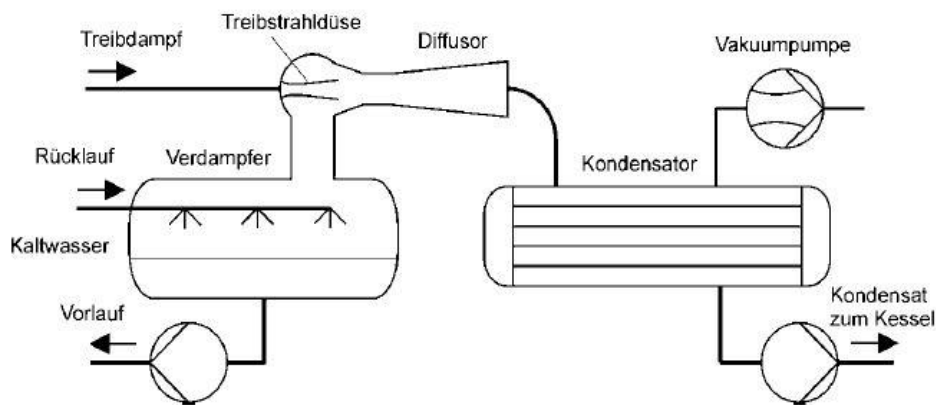 Treibstrahldüse
Treibdampf
Diffusor
Vakuumpumpe
Rücklauf
Verdampfer
Kondensator
Kaltwasser
Vorlauf
Kondensat
zum Kessel